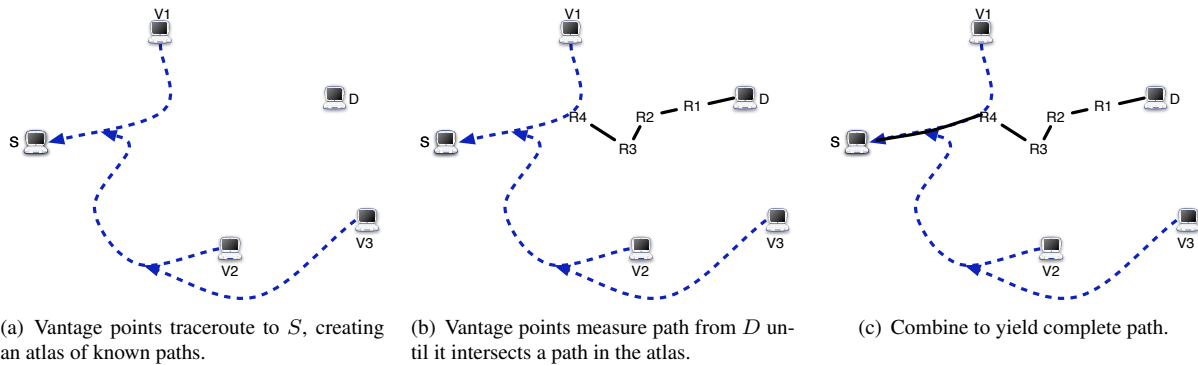 V1
D
S
V2
V3
(a) Vantage points traceroute to S, creating
an atlas of known paths.
V1
D
R1
R2
R4
S
R3
V2
V3
(b) Vantage points measure path from D un-
til it intersects a path in the atlas.
V1
D
R1
R2
R4
S
R3
V2
V3
(c) Combine to yield complete path.